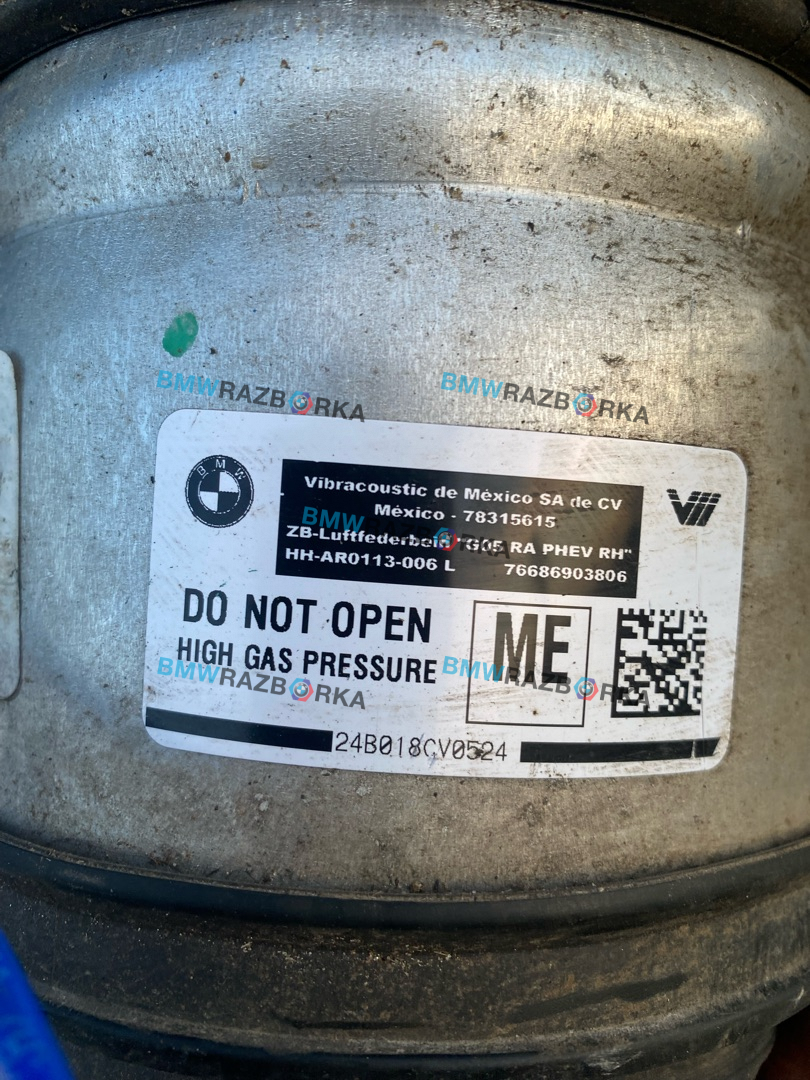 BMWRAZBORKA BMWRAZBORKA
BMW
Vibracoustic de México SA de CV
México - 78315615
BMWRAZBORKA
ZB-Luftfederbein "G05 RA PHEV RH"
HH-AR0113-006 L 76686903806
DO NOT OPEN
HIGH GAS PRESSURE
ME
BMWRAZBORKA BMWRAZBORKA
24B018CV0524